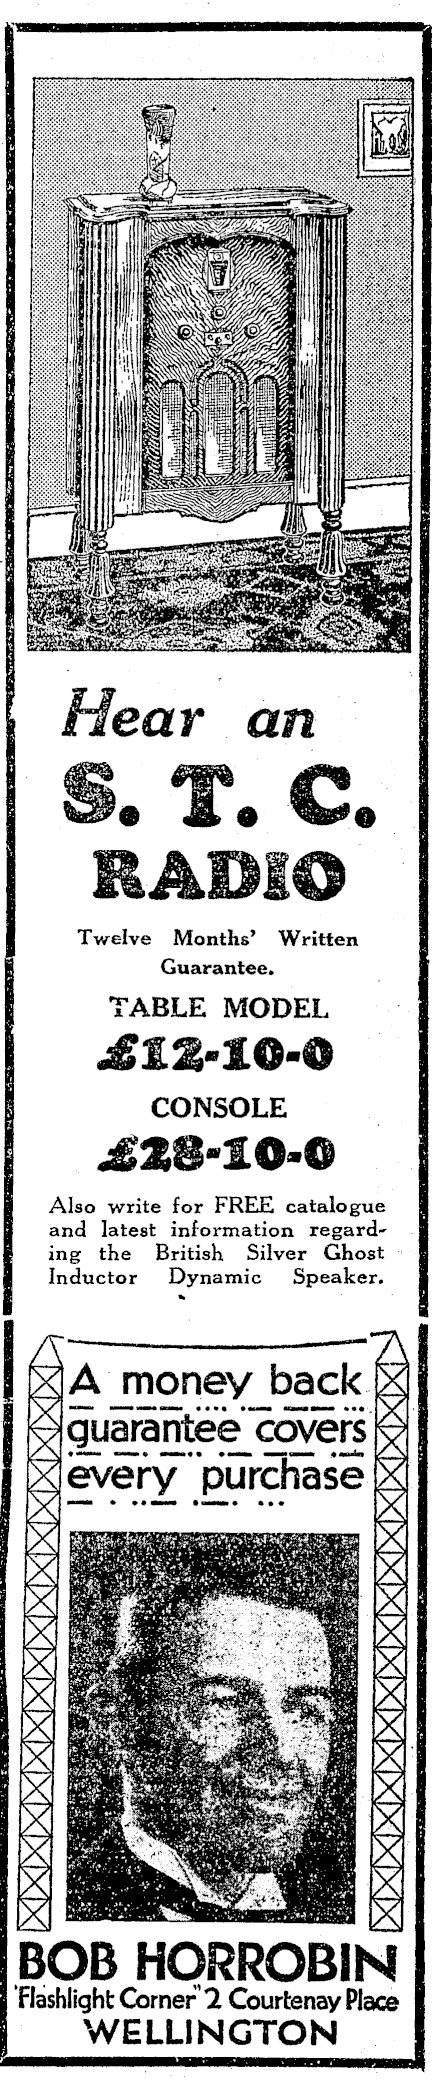 Hear an
S. T. C.
RADIO
Twelve Months' Written
Guarantee.
TABLE MODEL
£12-10-0
CONSOLE
£28-10-0
Also write for FREE catalogue
and latest information regard-
ing the British Silver Ghost
Inductor Dynamic Speaker.
A money back
guarantee covers
every purchase
BOB HORROBIN
"Flashlight Corner" 2 Courtenay Place
WELLINGTON